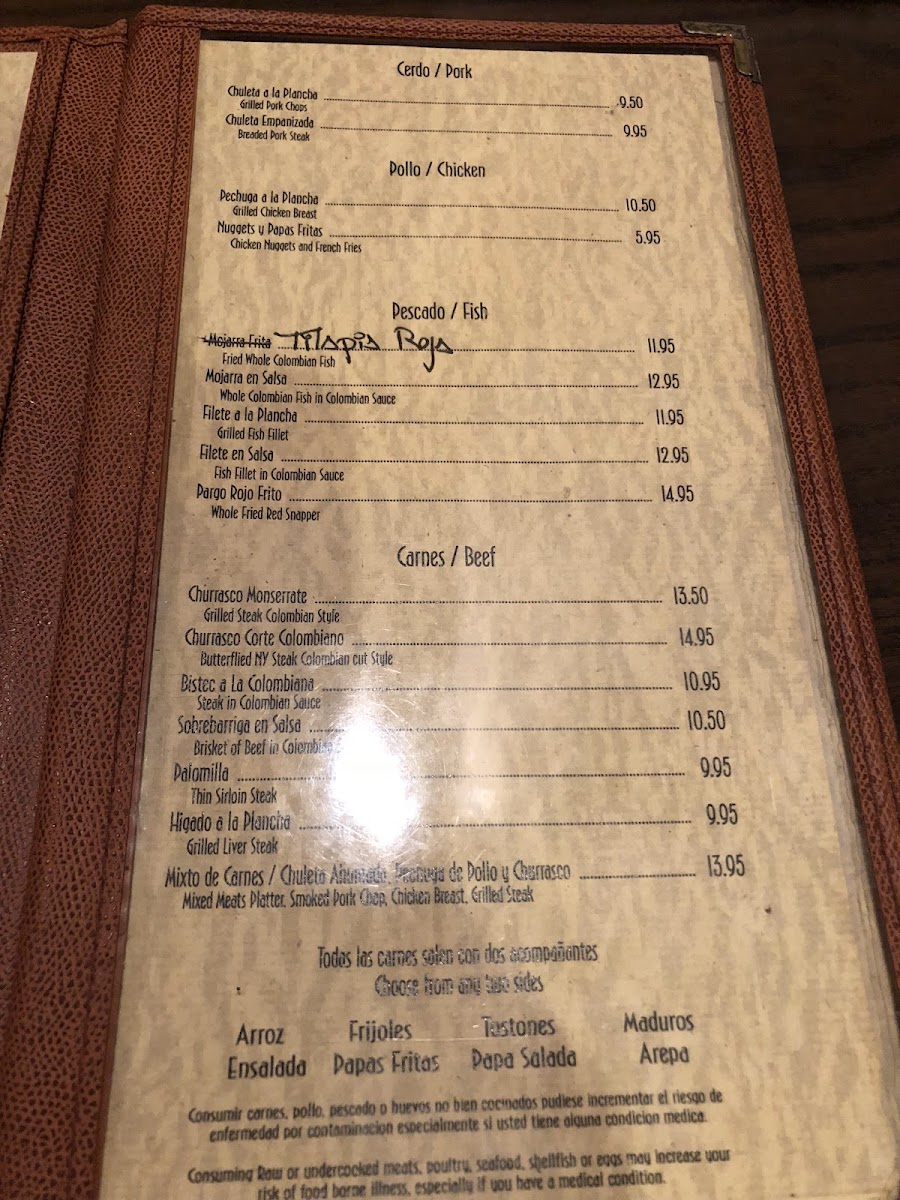 Cerdo / Pork
Chuleta a la Plancha 9.50
Grilled Pork Chops
Chuleta Empanizada 9.95
Breaded Pork Steak
Pollo / Chicken
Pechuga a la Plancha 10.50
Grilled Chicken Breast
Nuggets y Papas Fritas 5.95
Chicken Nuggets and French Fries
Pescado / Fish
Mojarra Frita Tilapia Roja 11.95
Fried Whole Colombian Fish
Mojarra en Salsa 12.95
Whole Colombian Fish in Colombian Sauce
Filete a la Plancha 11.95
Grilled Fish Fillet
Filete en Salsa 12.95
Fish Fillet in Colombian Sauce
Pargo Rojo Frito 14.95
Whole Fried Red Snapper
Carnes / Beef
Churrasco Monserrate 13.50
Grilled Steak Colombian Style
Churrasco Corte Colombiano 14.95
Butterflied NY Steak Colombian cut Style
Bistec a La Colombiana 10.95
Steak in Colombian Sauce
Sobrebarriga en Salsa 10.50
Brisket of Beef in
Palomilla 9.95
Thin Sirloin Steak
Higado a la Plancha 9.95
Grilled Liver Steak
Mixto de Carnes / Chuleta Ahumada, Pechuga de Pollo y Churrasco 13.95
Mixed Meats Platter, Smoked Pork Chop, Chicken Breast, Grilled Steak
Todas las carnes salen con dos acompañantes
Choose from any two sides
Arroz Frijoles Tostones Maduros
Ensalada Papas Fritas Papa Salada Arepa
Consumir carnes, pollo, pescado o huevos no bien cocinados pudiese incrementar el riesgo de
enfermedad por contaminacion especialmente si usted tiene alguna condicion medica.
Consuming Raw or undercooked meats, poultry, seafood, shellfish or eggs may increase your
risk of food borne illness, especially if you have a medical condition.